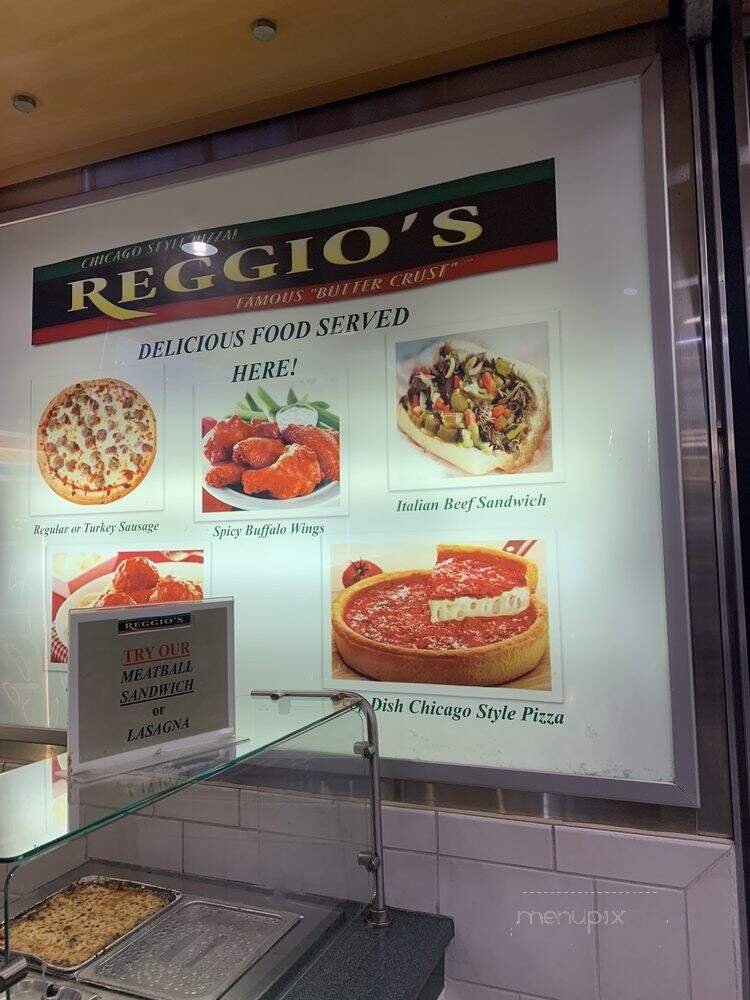 CHICAGO STYLE PIZZA!
REGGIO'S
FAMOUS "BUTTER CRUST" ™
DELICIOUS FOOD SERVED
HERE!
Regular or Turkey Sausage
Spicy Buffalo Wings
Italian Beef Sandwich
Dish Chicago Style Pizza
REGGIO'S
TRY OUR
MEATBALL
SANDWICH
or
LASAGNA
menupix